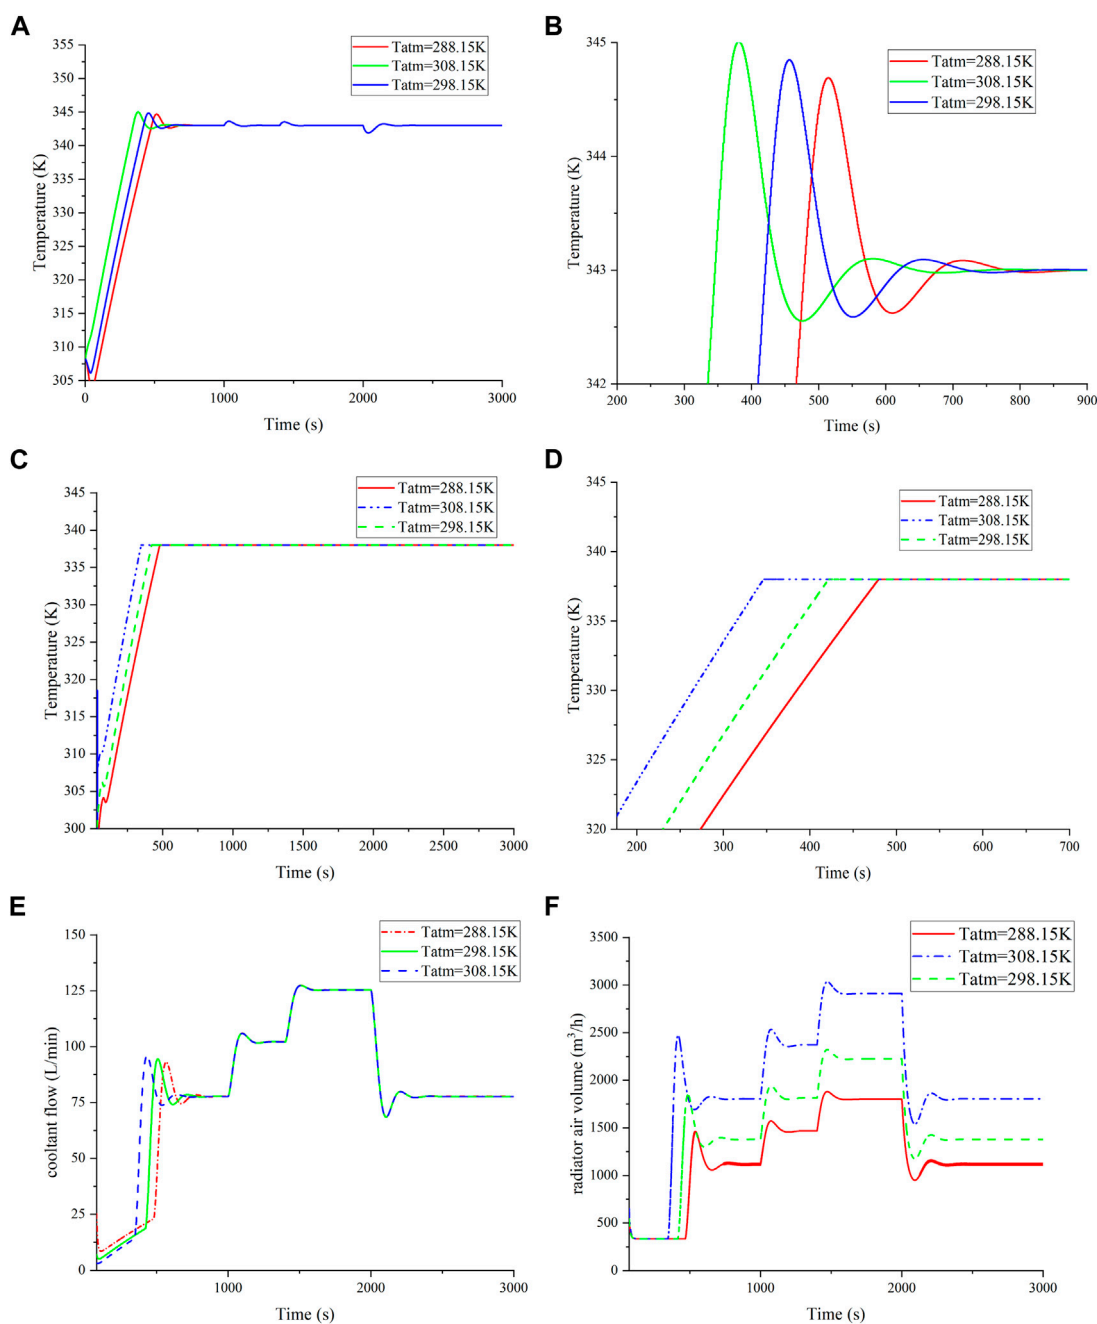 A
Tatm=288.15K
Tatm=308.15K
Tatm=298.15K
355
350
345
340
335
330
325
320
315
310
305
Temperature (K)
0
1000
2000
3000
Time (s)
B
Tatm=288.15K
Tatm=308.15K
Tatm=298.15K
345
344
343
342
Temperature (K)
200
300
400
500
600
700
800
900
Time (s)
C
Tatm=288.15K
Tatm=308.15K
Tatm=298.15K
345
340
335
330
325
320
315
310
305
300
Temperature (K)
500
1000
1500
2000
2500
3000
Time (s)
D
Tatm=288.15K
Tatm=308.15K
Tatm=298.15K
345
340
335
330
325
320
Temperature (K)
200
300
400
500
600
700
Time (s)
E
Tatm=288.15K
Tatm=298.15K
Tatm=308.15K
150
125
100
75
50
25
0
cooltant flow (L/min)
1000
2000
3000
Time (s)
F
Tatm=288.15K
Tatm=308.15K
Tatm=298.15K
3500
3000
2500
2000
1500
1000
500
0
radiator air volume (m³/h)
1000
2000
3000
Time (s)